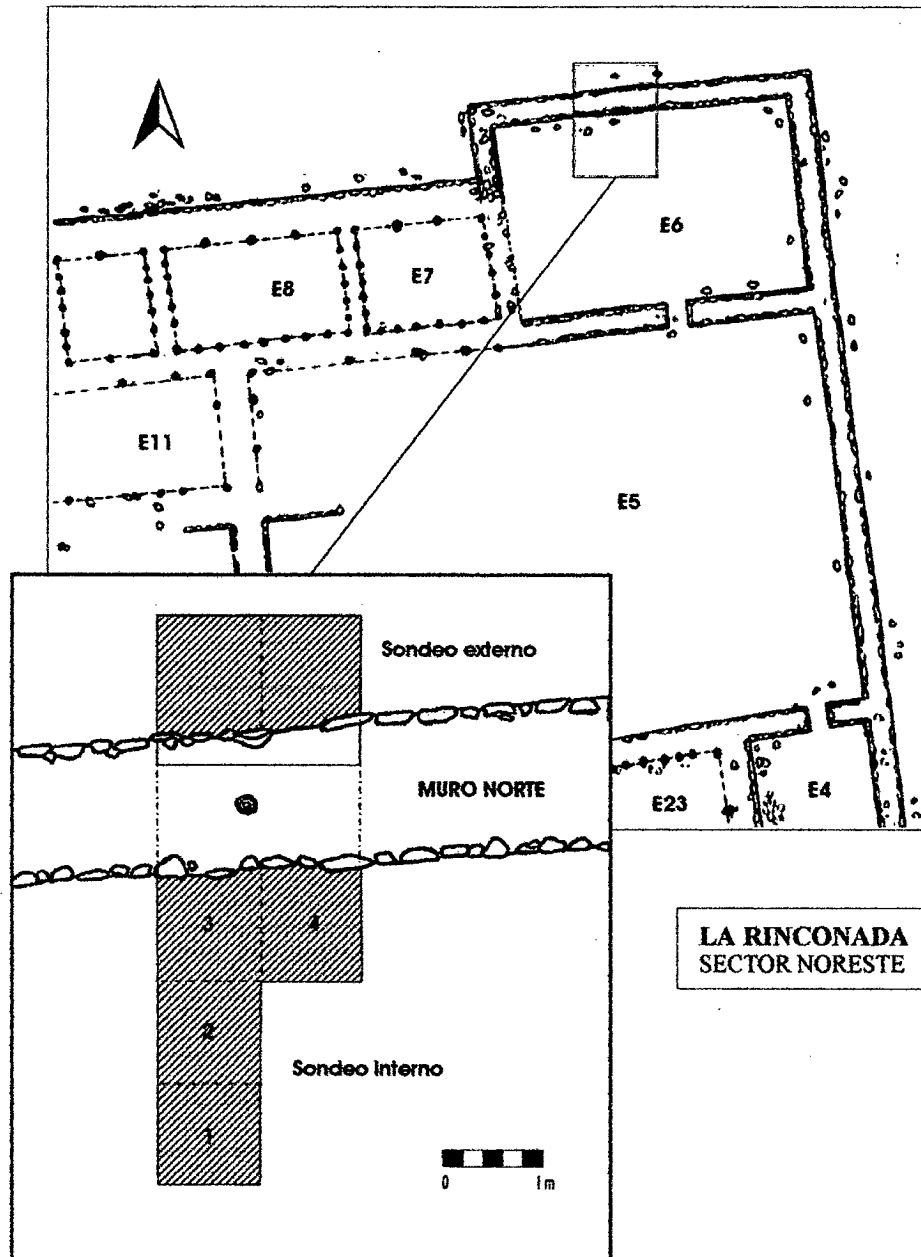 E6
E7
E8
E11
E5
Sondeo externo
MURO NORTE
E23
E4
3
4
LA RINCONADA
SECTOR NORESTE
2
Sondeo interno
1
0
1m